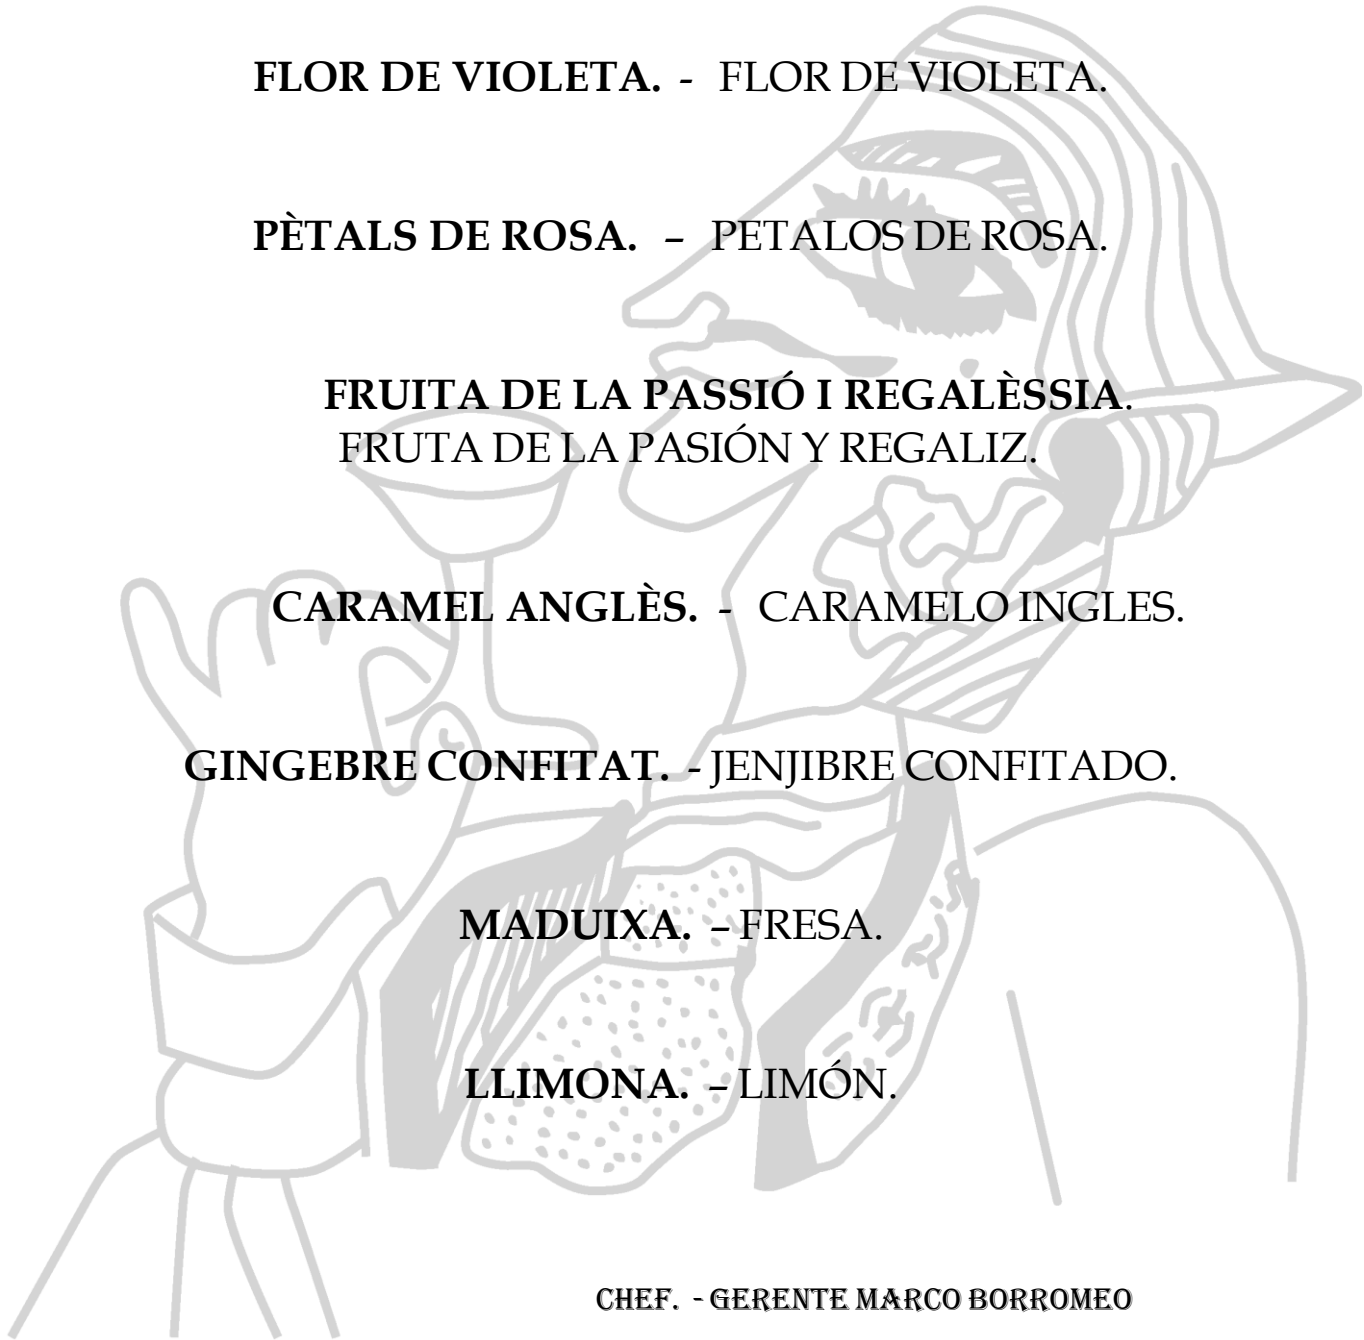 FLOR DE VIOLETA. - FLOR DE VIOLETA.
PÈTALS DE ROSA. – PETALOS DE ROSA.
FRUITA DE LA PASSIÓ I REGALÈSSIA.
FRUTA DE LA PASIÓN Y REGALIZ.
CARAMEL ANGLÈS. - CARAMELO INGLES.
GINGEBRE CONFITAT. - JENJIBRE CONFITADO.
MADUIXA. – FRESA.
LLIMONA. – LIMÓN.
CHEF. - GERENTE MARCO BORROMEO